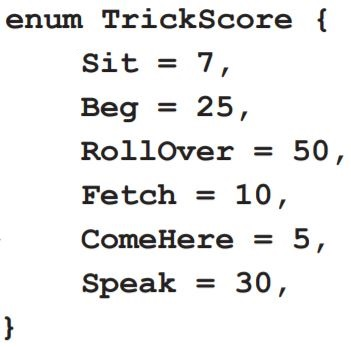 enum TrickScore {
Sit = 7,
Beg = 25,
RollOver = 50,
Fetch = 10,
ComeHere = 5,
Speak = 30,
}